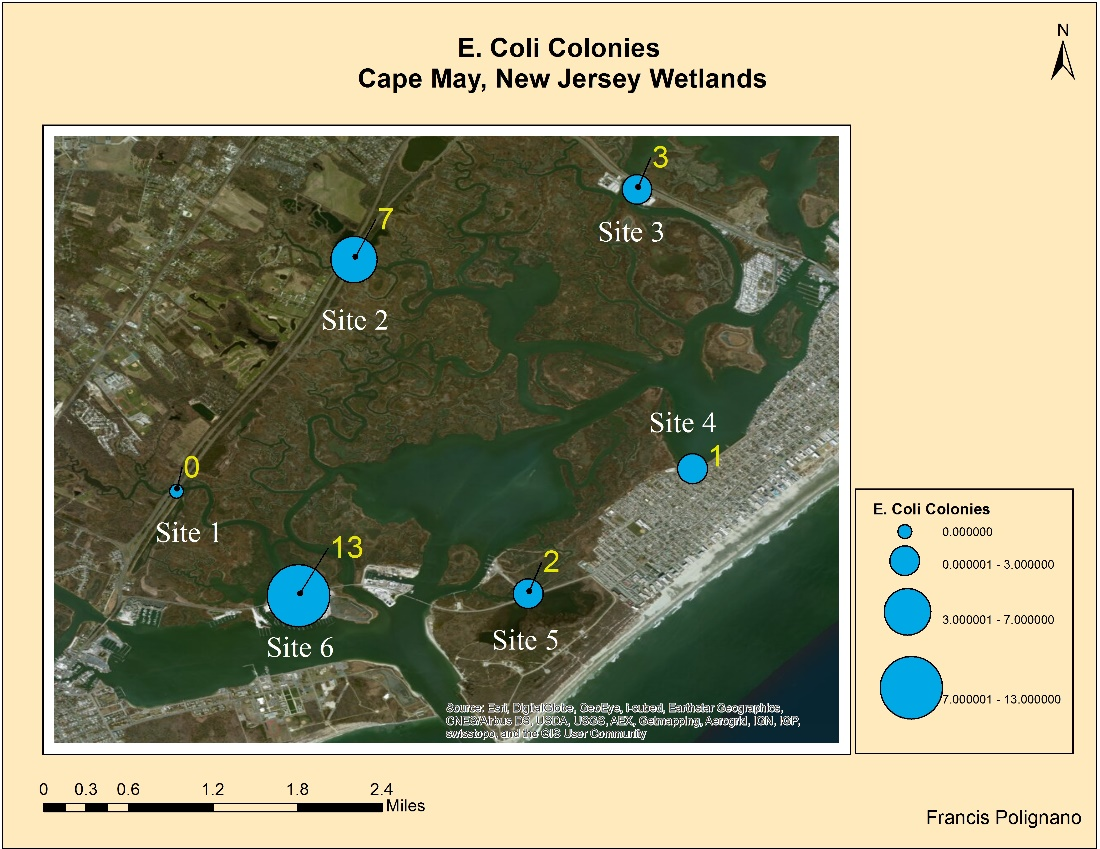 E. Coli Colonies
Cape May, New Jersey Wetlands
N
3
Site 3
7
Site 2
Site 4
1
0
Site 1
13
Site 6
2
Site 5
Source: Esri, DigitalGlobe, GeoEye, i-cubed, Earthstar Geographics,
CNES/Airbus DS, USDA, USGS, AEX, Getmapping, Aerogrid, IGN, IGP,
swisstopo, and the GIS User Community
E. Coli Colonies
0.000000
0.000001 - 3.000000
3.000001 - 7.000000
7.000001 - 13.000000
0 0.3 0.6 1.2 1.8 2.4
Miles
Francis Polignano